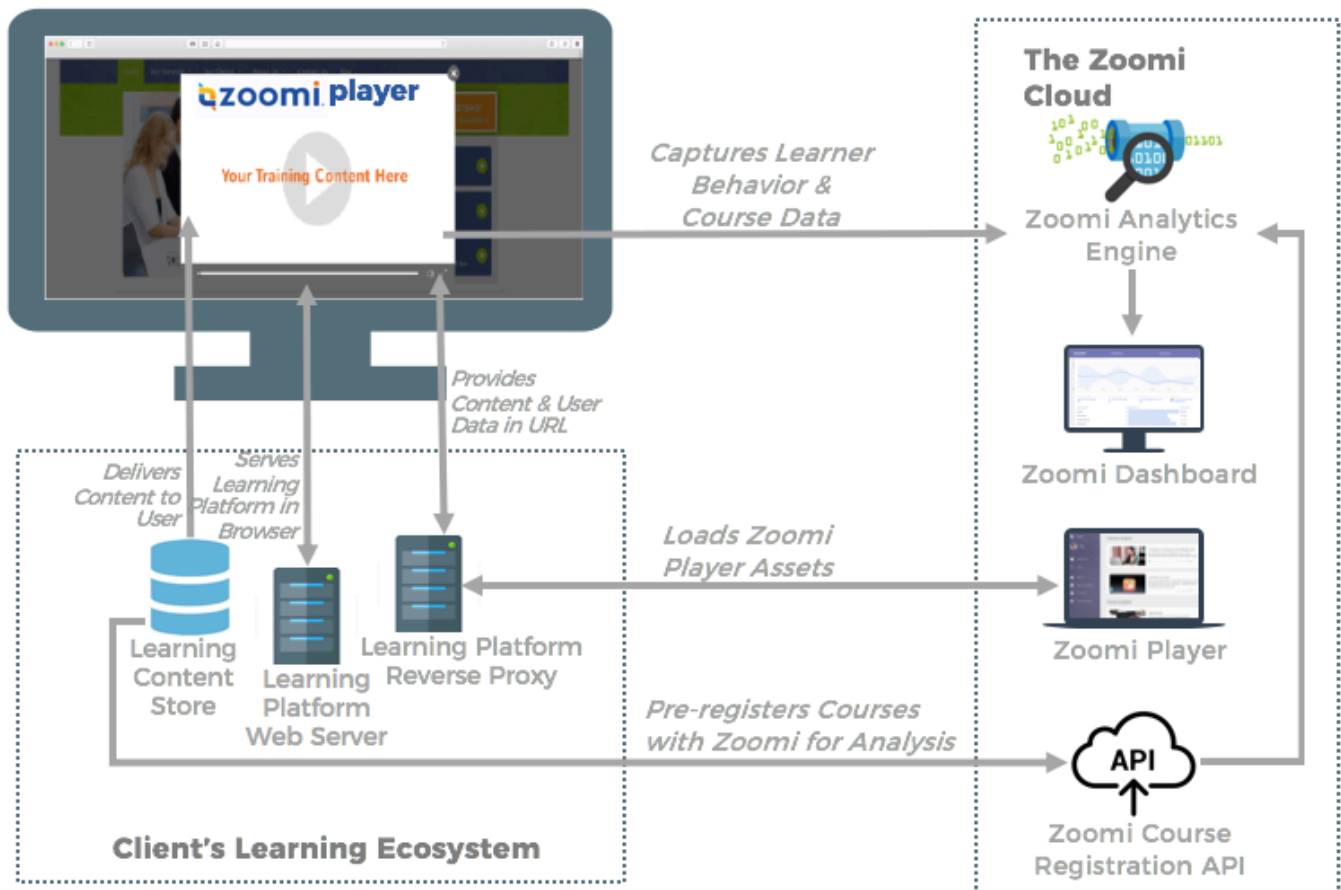 zoomi player
Your Training Content Here
Captures Learner
Behavior &
Course Data
The Zoomi
Cloud
Zoomi Analytics
Engine
Zoomi Dashboard
Provides
Content & User
Data in URL
Delivers
Content to
User
Serves
Learning
Platform in
Browser
Loads Zoomi
Player Assets
Zoomi Player
Learning
Content
Store
Learning
Platform
Web Server
Learning Platform
Reverse Proxy
Pre-registers Courses
with Zoomi for Analysis
API
Zoomi Course
Registration API
Client's Learning Ecosystem